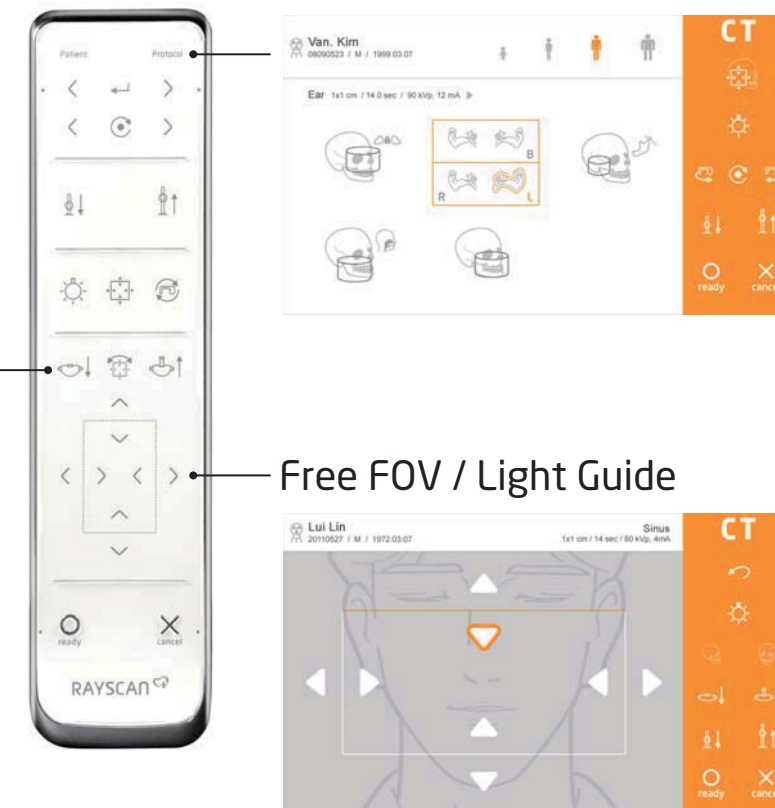 Patient
Protocol
ready
cancel
RAYSCAN
Van. Kim
08090523 / M / 1999.03.07
Ear 1x1 cm / 14.0 sec / 90 kVp, 12 mA
B
R
L
CT
ready
cancel
Free FOV / Light Guide
Lui Lin
20110527 / M / 1972.03.07
Sinus
1x1 cm / 14 sec / 80 kVp, 4mA
CT
ready